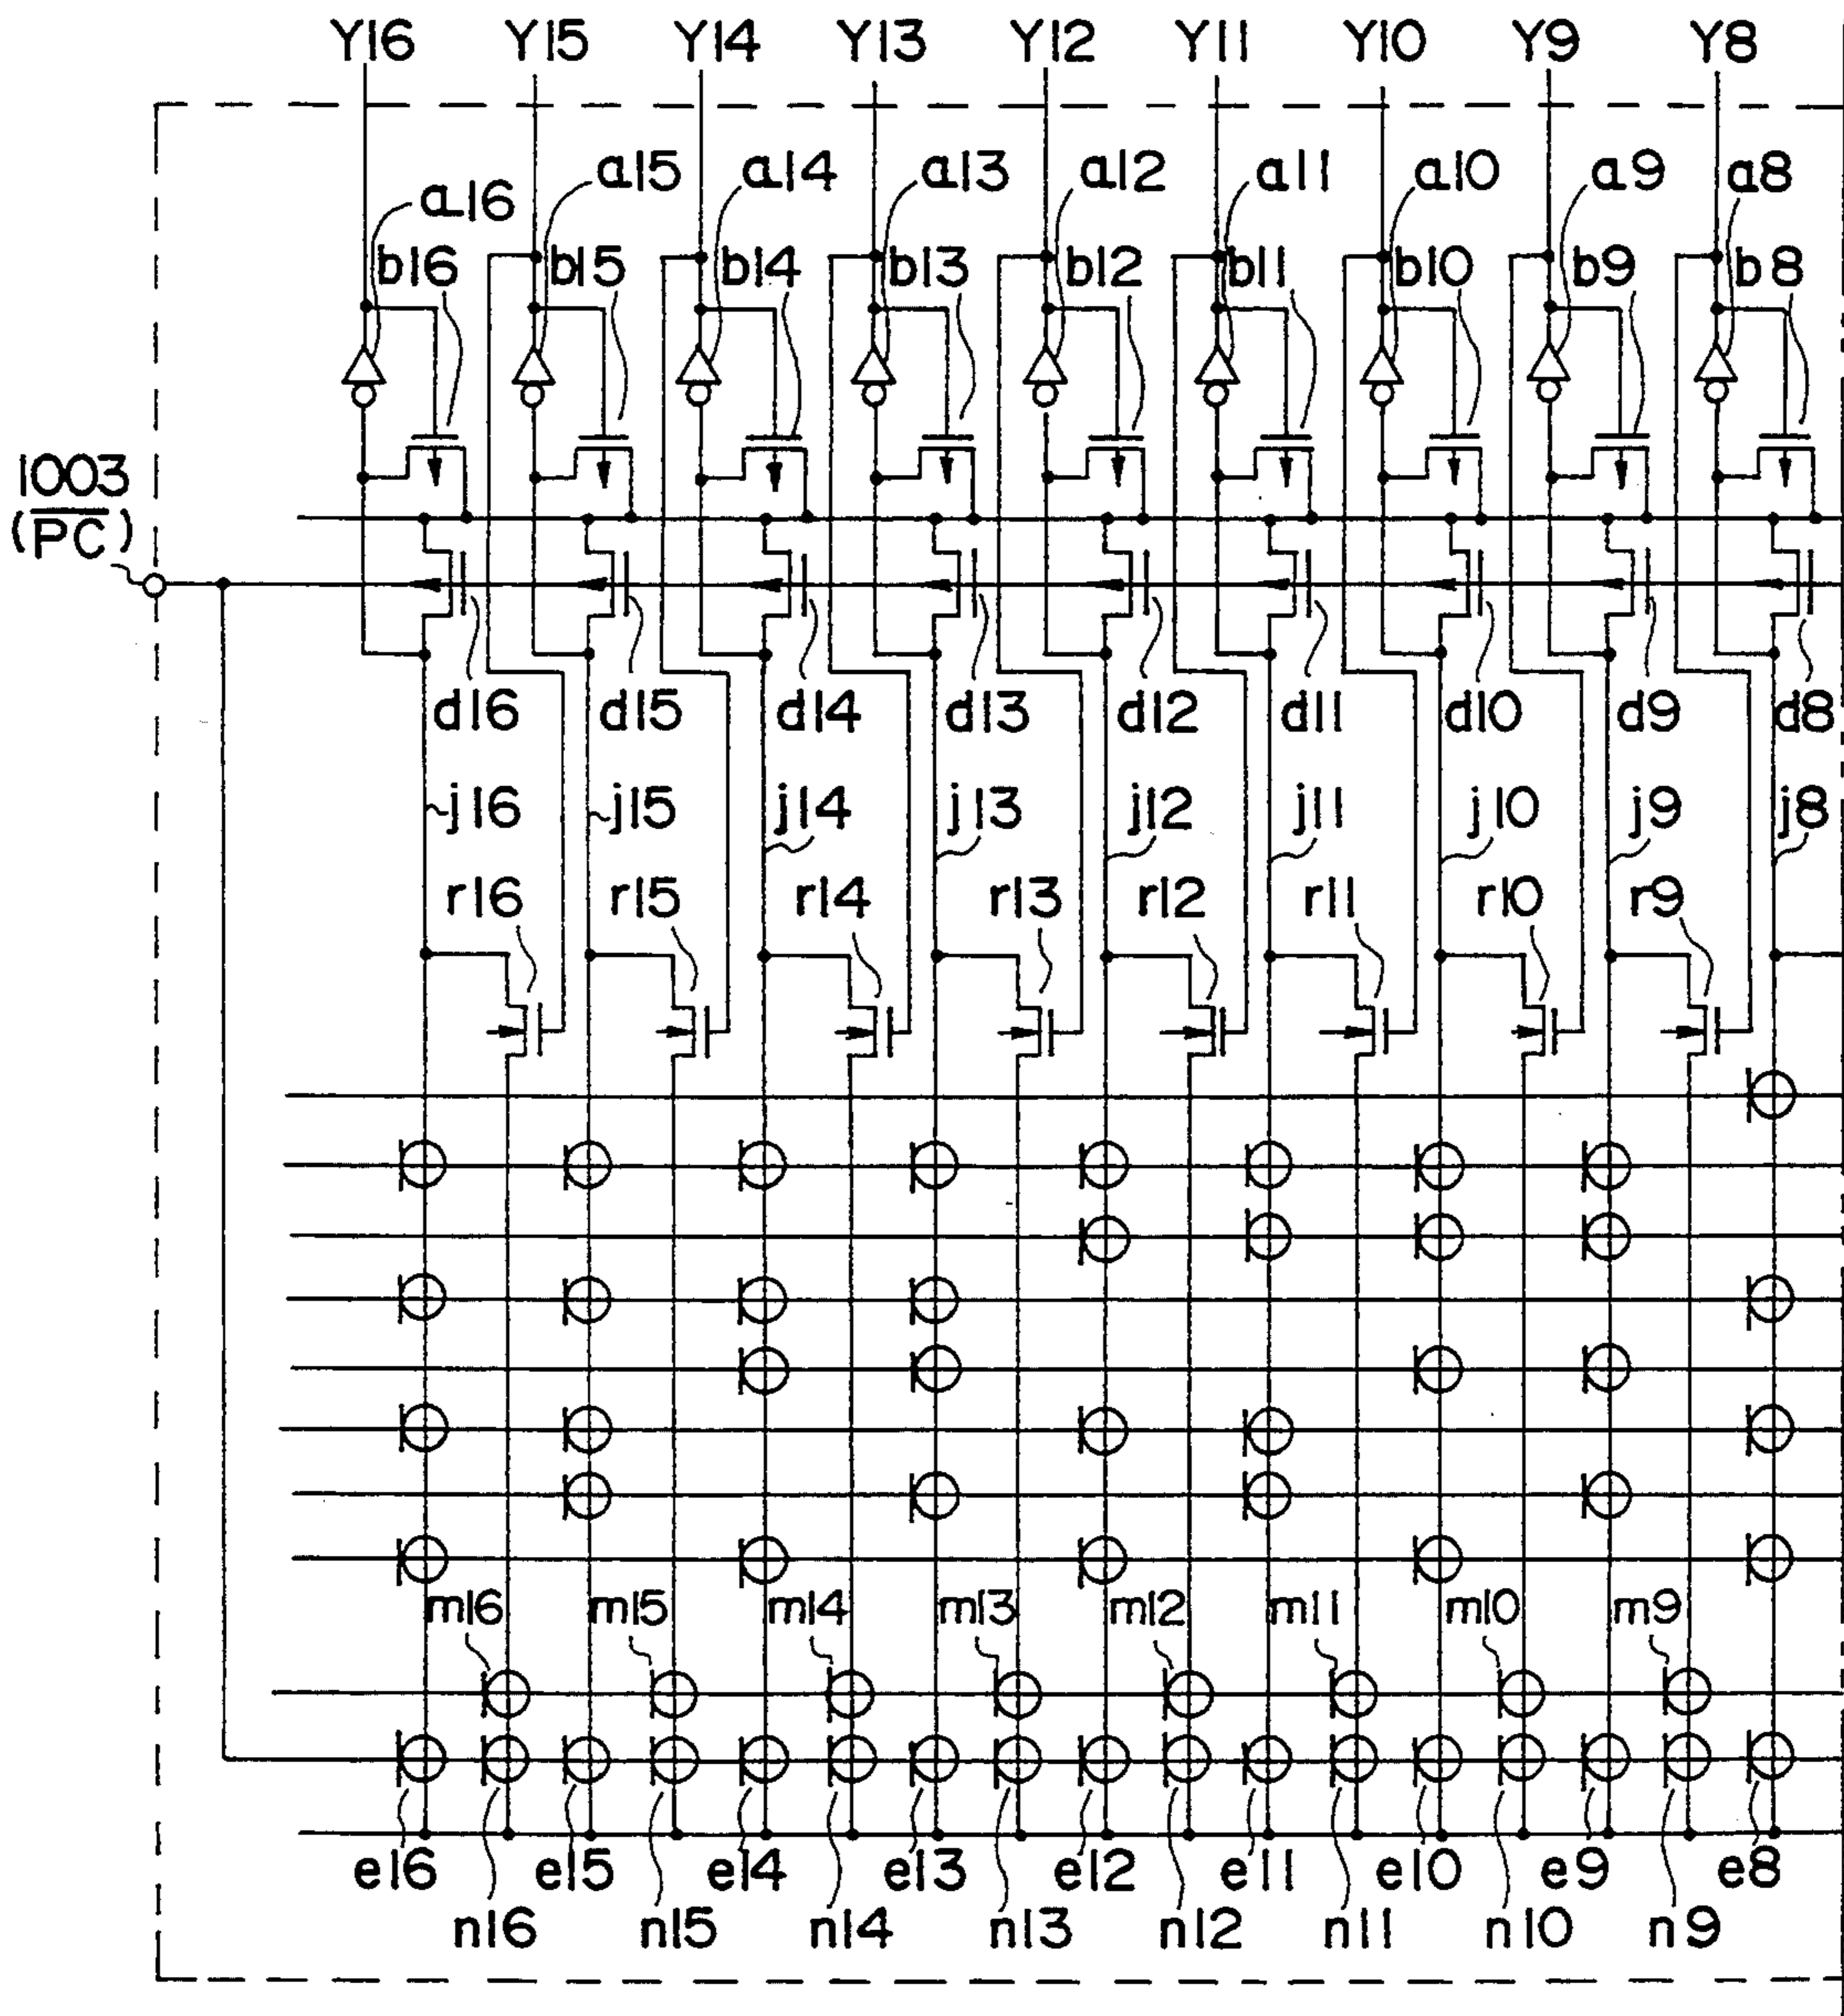 Y16 Y15 Y14 Y13 Y12 Y11 Y10 Y9 Y8
a16 a15 a14 a13 a12 a11 a10 a9 a8
b16 b15 b14 b13 b12 b11 b10 b9 b8
1003
(P̅C̅)
d16 d15 d14 d13 d12 d11 d10 d9 d8
j16 j15 j14 j13 j12 j11 j10 j9 j8
r16 r15 r14 r13 r12 r11 r10 r9
m16 m15 m14 m13 m12 m11 m10 m9
e16 e15 e14 e13 e12 e11 e10 e9 e8
n16 n15 n14 n13 n12 n11 n10 n9